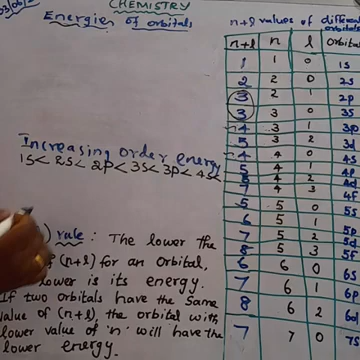 CHEMISTRY
Energies of orbitals
Increasing order energy
1s< 2s< 2p< 3s< 3p< 4s<
) rule: The lower the
of (n+l) for an Orbital,
lower is its energy.
If two orbitals have the same
value of (n+l), the orbital with
lower value of 'n' will have the
lower energy.
n+l values of different orbitals
n+l n l Orbital
1 1 0 1s
2 2 0 2s
3 2 1 2p
3 3 0 3s
4 3 1 3p
5 3 2 3d
4 4 0 4s
5 4 1 4p
6 4 2 4d
7 4 3 4f
5 5 0 5s
6 5 1 5p
7 5 2 5d
8 5 3 5f
6 6 0 6s
7 6 1 6p
8 6 2 6d
7 7 0 7s